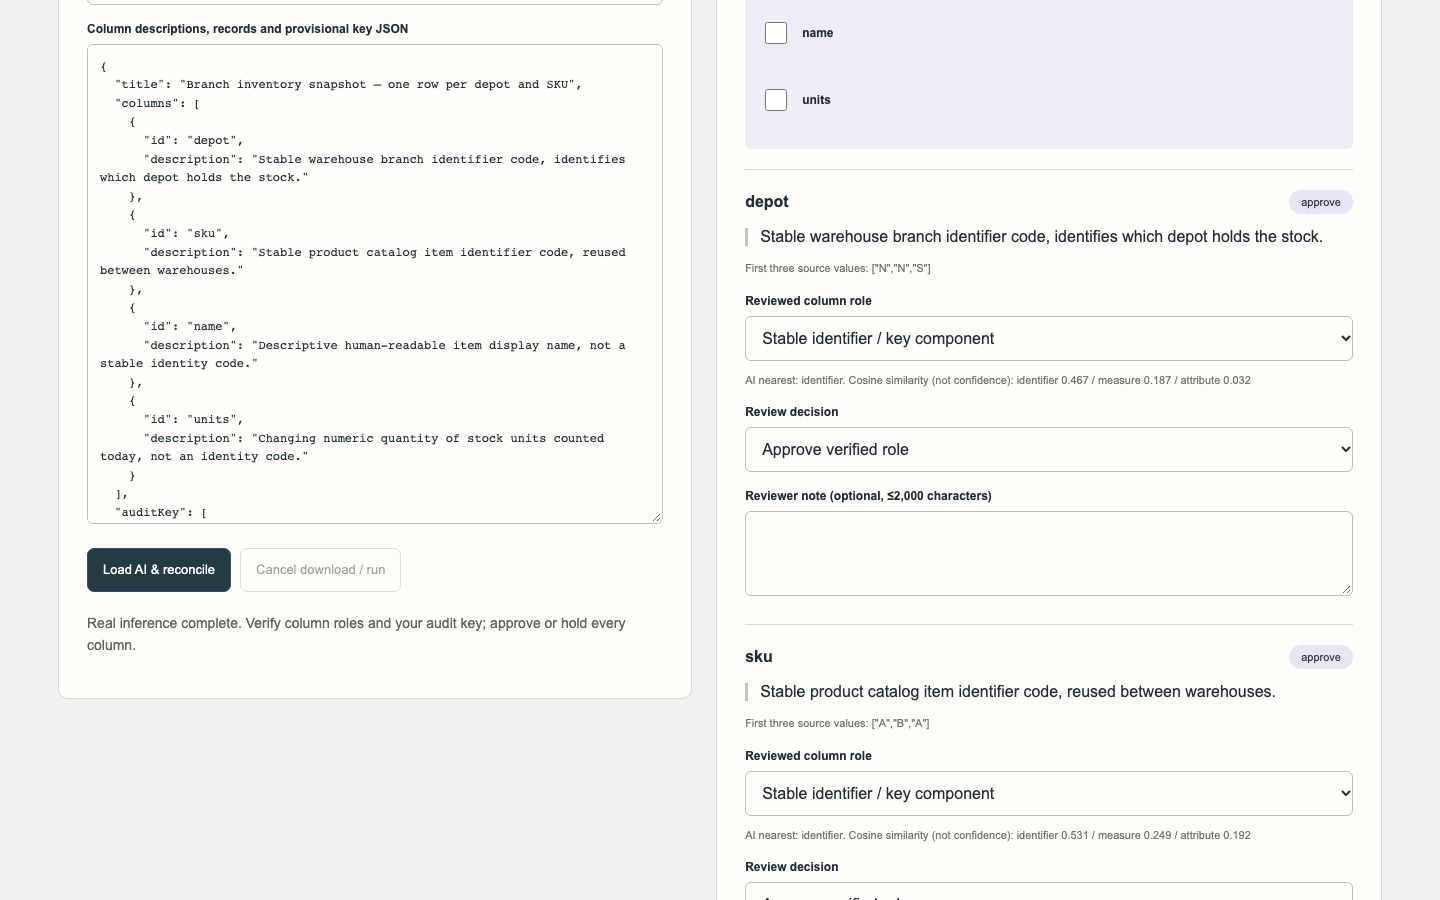 Column descriptions, records and provisional key JSON
{
"title": "Branch inventory snapshot — one row per depot and SKU",
"columns": [
{
"id": "depot",
"description": "Stable warehouse branch identifier code, identifies
which depot holds the stock."
},
{
"id": "sku",
"description": "Stable product catalog item identifier code, reused
between warehouses."
},
{
"id": "name",
"description": "Descriptive human-readable item display name, not a
stable identity code."
},
{
"id": "units",
"description": "Changing numeric quantity of stock units counted
today, not an identity code."
}
],
"auditKey": [
Load AI & reconcile
Cancel download / run
Real inference complete. Verify column roles and your audit key; approve or hold every
column.
name
units
depot
approve
Stable warehouse branch identifier code, identifies which depot holds the stock.
First three source values: ["N","N","S"]
Reviewed column role
Stable identifier / key component
AI nearest: identifier. Cosine similarity (not confidence): identifier 0.467 / measure 0.187 / attribute 0.032
Review decision
Approve verified role
Reviewer note (optional, ≤2,000 characters)
sku
approve
Stable product catalog item identifier code, reused between warehouses.
First three source values: ["A","B","A"]
Reviewed column role
Stable identifier / key component
AI nearest: identifier. Cosine similarity (not confidence): identifier 0.531 / measure 0.249 / attribute 0.192
Review decision